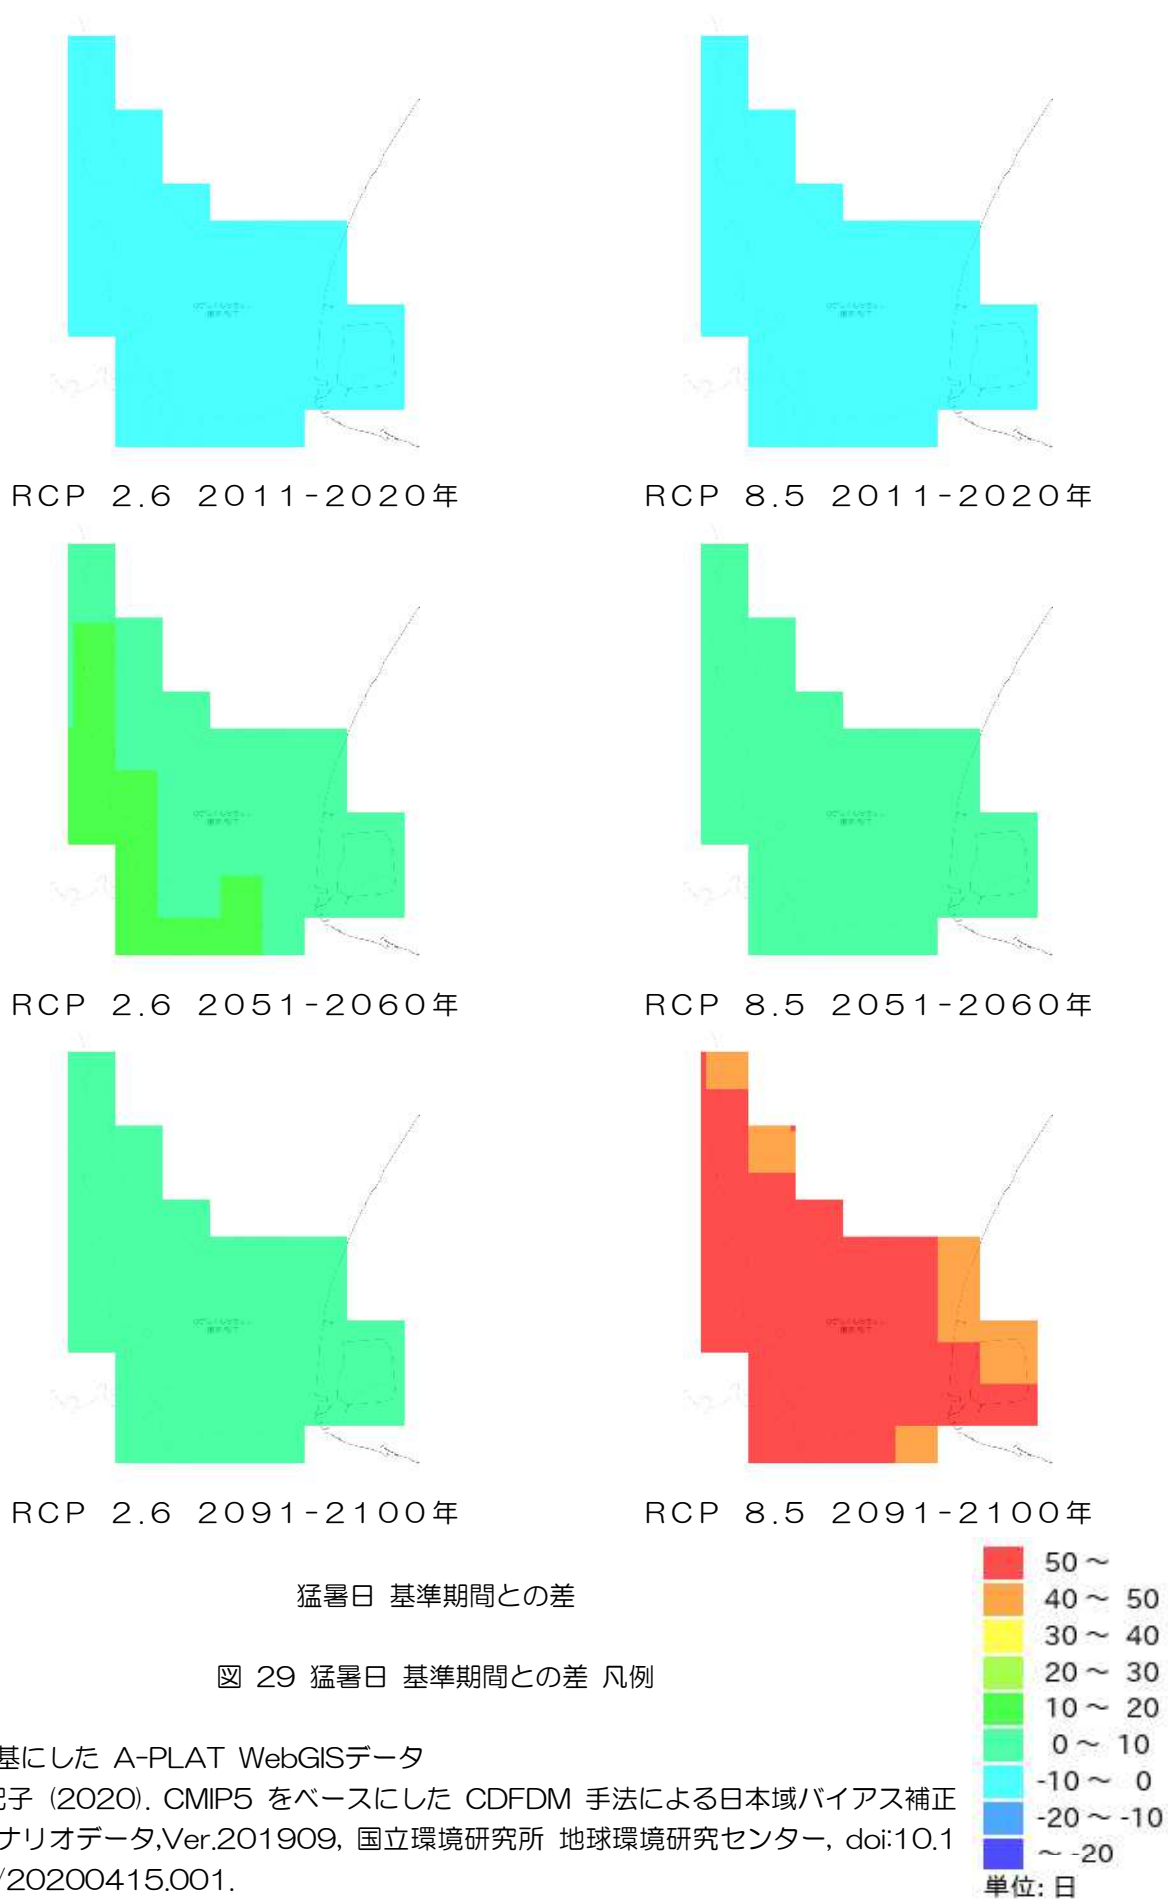 RCP 2.6 2011-2020年
RCP 8.5 2011-2020年
RCP 2.6 2051-2060年
RCP 8.5 2051-2060年
RCP 2.6 2091-2100年
RCP 8.5 2091-2100年
猛暑日 基準期間との差
図 29 猛暑日 基準期間との差 凡例
50～
40～ 50
30～ 40
20～ 30
10～ 20
0～ 10
-10～ 0
-20～-10
～-20
単位: 日
基にした A-PLAT WebGISデータ
子 (2020). CMIP5 をベースにした CDFDM 手法による日本域バイアス補正
ナリオデータ,Ver.201909, 国立環境研究所 地球環境研究センター, doi:10.1
/20200415.001.